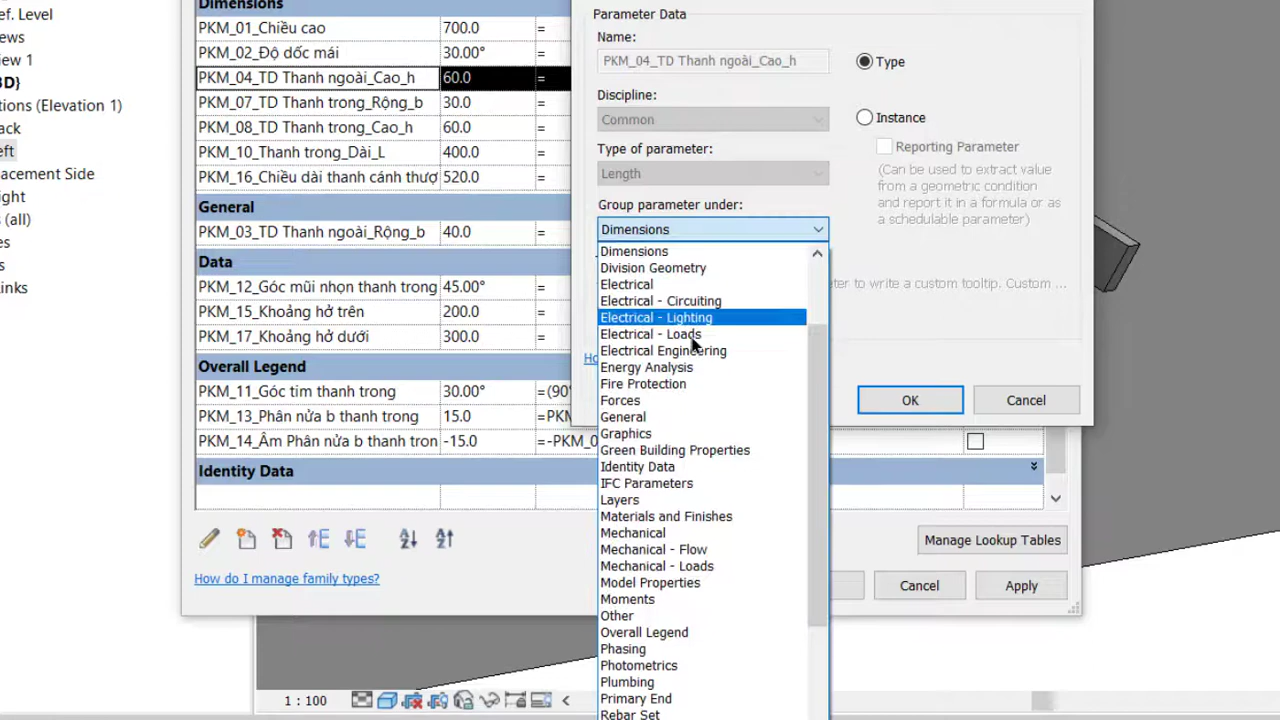 ef. Level
ews
view 1
3D}
tions (Elevation 1)
ack
eft
acement Side
ight
s (all)
es
s
inks
Dimensions
PKM_01_Chiều cao 700.0 =
PKM_02_Độ dốc mái 30.00° =
PKM_04_TD Thanh ngoài_Cao_h 60.0 =
PKM_07_TD Thanh trong_Rộng_b 30.0 =
PKM_08_TD Thanh trong_Cao_h 60.0 =
PKM_10_Thanh trong_Dài_L 400.0 =
PKM_16_Chiều dài thanh cánh thượ 520.0 =
General
PKM_03_TD Thanh ngoài_Rộng_b 40.0 =
Data
PKM_12_Góc mũi nhọn thanh trong 45.00° =
PKM_15_Khoảng hở trên 200.0 =
PKM_17_Khoảng hở dưới 300.0 =
Overall Legend
PKM_11_Góc tim thanh trong 30.00° =(90°
PKM_13_Phân nửa b thanh trong 15.0 =PK
PKM_14_Âm Phân nửa b thanh tron -15.0 =-PKM_0
Identity Data
Manage Lookup Tables
How do I manage family types?
Cancel
Apply
Parameter Data
Name:
PKM_04_TD Thanh ngoài_Cao_h
Type
Discipline:
Common
Instance
Reporting Parameter
Type of parameter:
Length
(Can be used to extract value
from a geometric condition
and report it in a formula or as
a schedulable parameter)
Group parameter under:
Dimensions
Dimensions
Division Geometry
Electrical
Electrical - Circuiting
Electrical - Lighting
Electrical - Loads
Electrical Engineering
Energy Analysis
Fire Protection
Forces
General
Graphics
Green Building Properties
Identity Data
IFC Parameters
Layers
Materials and Finishes
Mechanical
Mechanical - Flow
Mechanical - Loads
Model Properties
Moments
Other
Overall Legend
Phasing
Photometrics
Plumbing
Primary End
Rebar Set
ter to write a custom tooltip. Custom ...
Ho
OK
Cancel
1 : 100